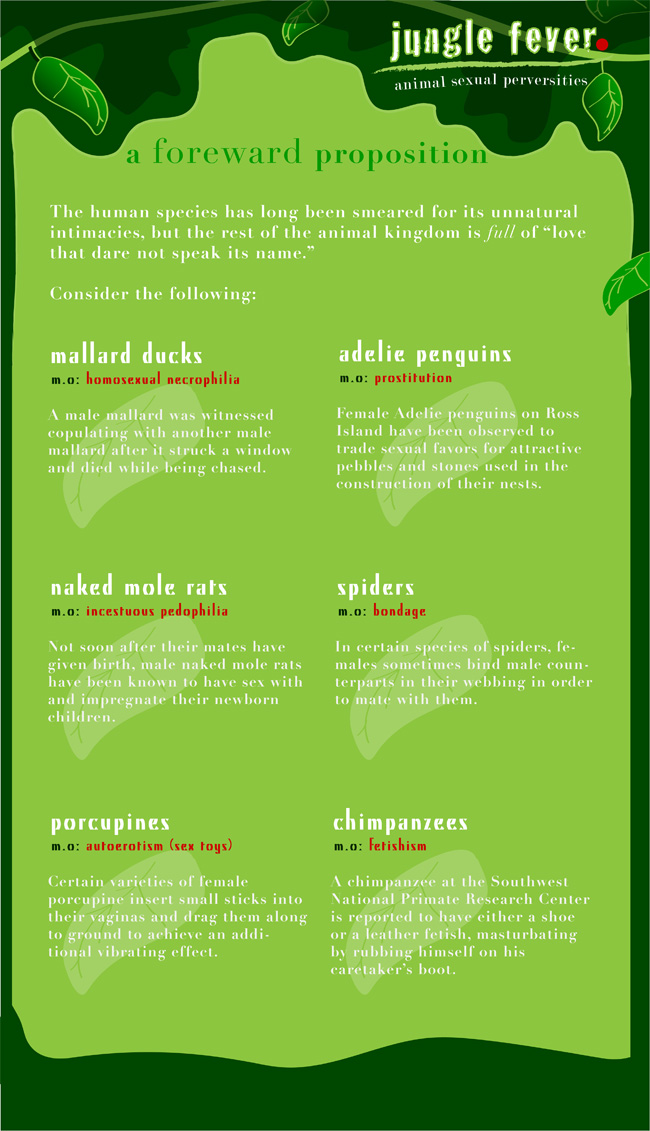 jungle fever.
animal sexual perversities
a foreward proposition
The human species has long been smeared for its unnatural
intimacies, but the rest of the animal kingdom is full of “love
that dare not speak its name.”
Consider the following:
mallard ducks
m.o: homosexual necrophilia
A male mallard was witnessed
copulating with another male
mallard after it struck a window
and died while being chased.
adelie penguins
m.o: prostitution
Female Adelie penguins on Ross
Island have been observed to
trade sexual favors for attractive
pebbles and stones used in the
construction of their nests.
naked mole rats
m.o: incestuous pedophilia
Not soon after their mates have
given birth, male naked mole rats
have been known to have sex with
and impregnate their newborn
children.
spiders
m.o: bondage
In certain species of spiders, fe-
males sometimes bind male coun-
terparts in their webbing in order
to mate with them.
porcupines
m.o: autoerotism (sex toys)
Certain varieties of female
porcupine insert small sticks into
their vaginas and drag them along
to ground to achieve an addi-
tional vibrating effect.
chimpanzees
m.o: fetishism
A chimpanzee at the Southwest
National Primate Research Center
is reported to have either a shoe
or a leather fetish, masturbating
by rubbing himself on his
caretaker’s boot.